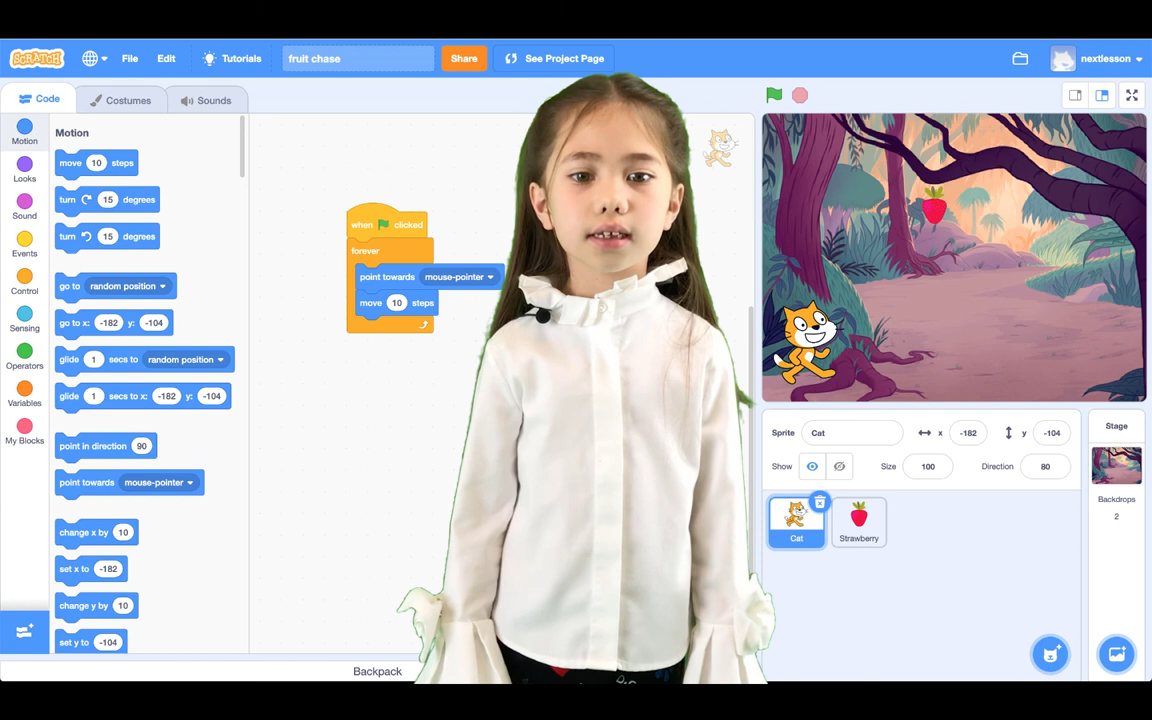 SCRATCH File Edit Tutorials fruit chase Share See Project Page nextlesson
Code Costumes Sounds
Motion
Looks
Sound
Events
Control
Sensing
Operators
Variables
My Blocks
Motion
move 10 steps
turn 15 degrees
turn 15 degrees
go to random position
go to x: -182 y: -104
glide 1 secs to random position
glide 1 secs to x: -182 y: -104
point in direction 90
point towards mouse-pointer
change x by 10
set x to -182
change y by 10
set y to -104
when clicked
forever
point towards mouse-pointer
move 10 steps
Backpack
Sprite Cat x -182 y -104
Show Size 100 Direction 80
Cat Strawberry
Stage
Backdrops
2